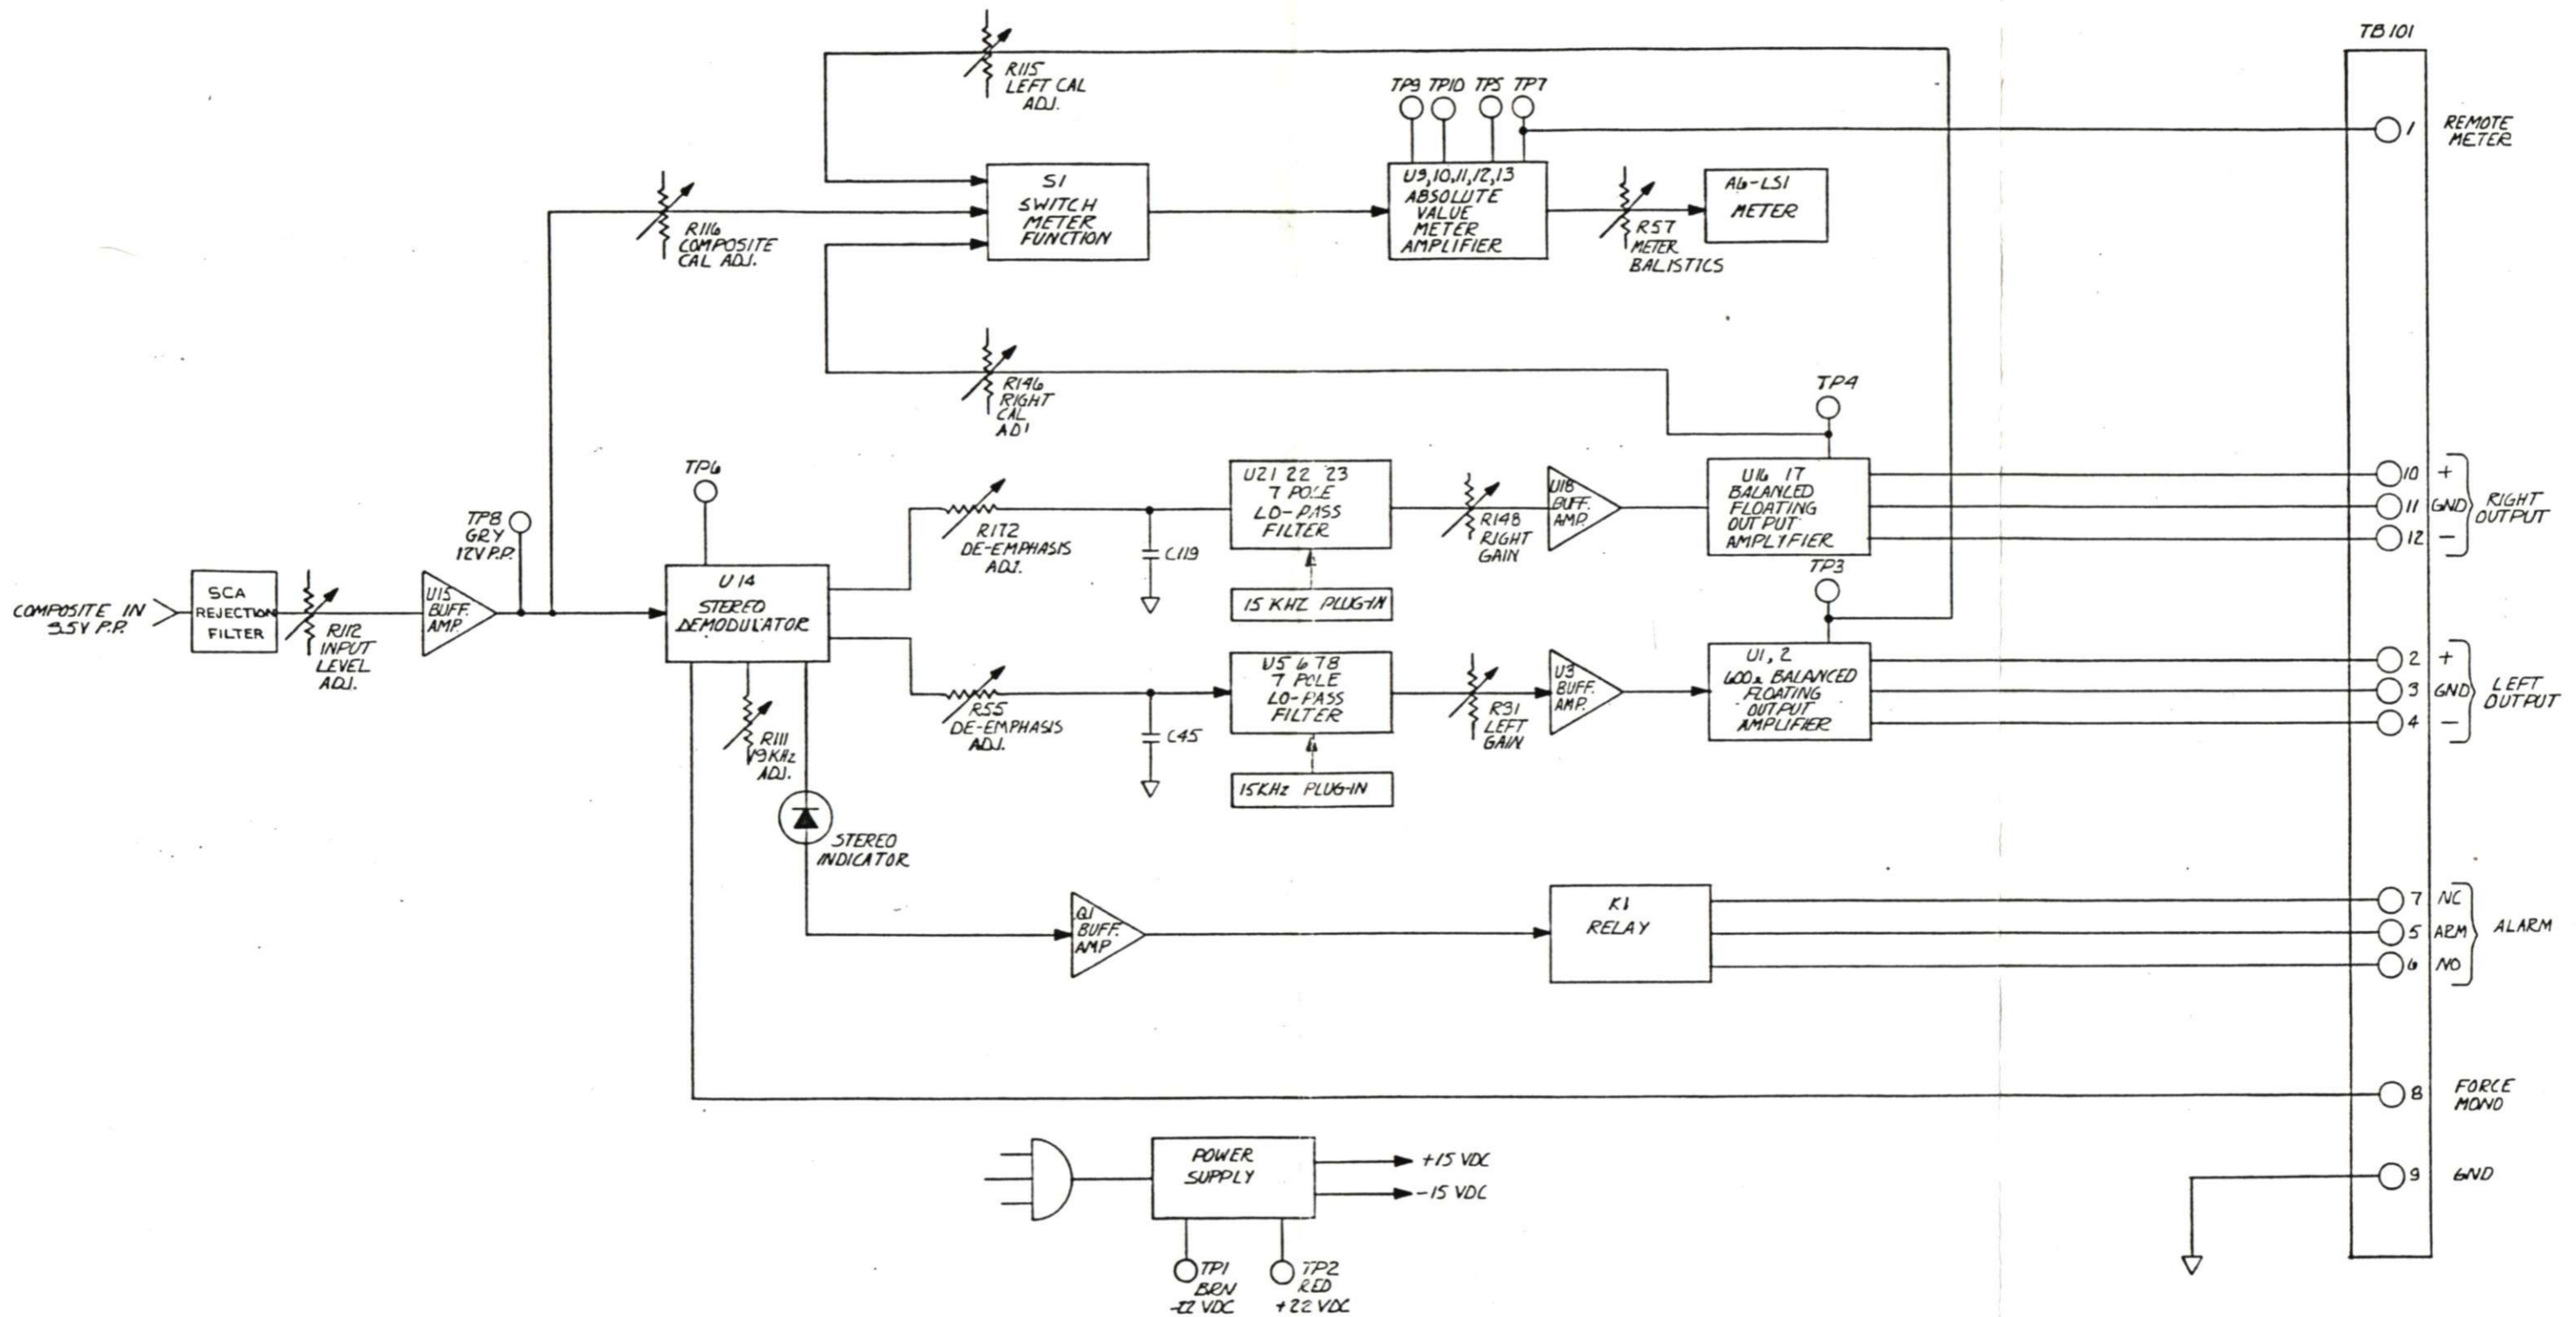 TB101
R115
LEFT CAL
ADJ.
TP9 TP10 TP5 TP7
1 REMOTE
METER
S1
SWITCH
METER
FUNCTION
U9,10,11,12,13
ABSOLUTE
VALUE
METER
AMPLIFIER
A6-LS1
METER
R116
COMPOSITE
CAL ADJ.
R57
METER
BALISTICS
R146
RIGHT
CAL
ADJ
TP4
TP6
U21 22 23
7 POLE
LO-PASS
FILTER
U18
BUFF.
AMP.
U16 17
BALANCED
FLOATING
OUTPUT
AMPLIFIER
10 +
11 GND
12 -
RIGHT
OUTPUT
TP8
GRY
12V P.P.
R172
DE-EMPHASIS
ADJ.
C119
R148
RIGHT
GAIN
TP3
COMPOSITE IN
3.5V P.P.
SCA
REJECTION
FILTER
R112
INPUT
LEVEL
ADJ.
U15
BUFF.
AMP.
U14
STEREO
DEMODULATOR
15 KHZ PLUG-IN
U5 6 7 8
7 POLE
LO-PASS
FILTER
U3
BUFF.
AMP.
U1, 2
600Ω BALANCED
FLOATING
OUTPUT
AMPLIFIER
2 +
3 GND
4 -
LEFT
OUTPUT
R55
DE-EMPHASIS
ADJ.
C45
R31
LEFT
GAIN
R111
19KHz
ADJ.
15KHz PLUG-IN
STEREO
INDICATOR
Q1
BUFF.
AMP
K1
RELAY
7 NC
5 ARM
6 NO
ALARM
8 FORCE
MONO
POWER
SUPPLY
+15 VDC
-15 VDC
9 GND
TP1
BRN
-22 VDC
TP2
RED
+22 VDC